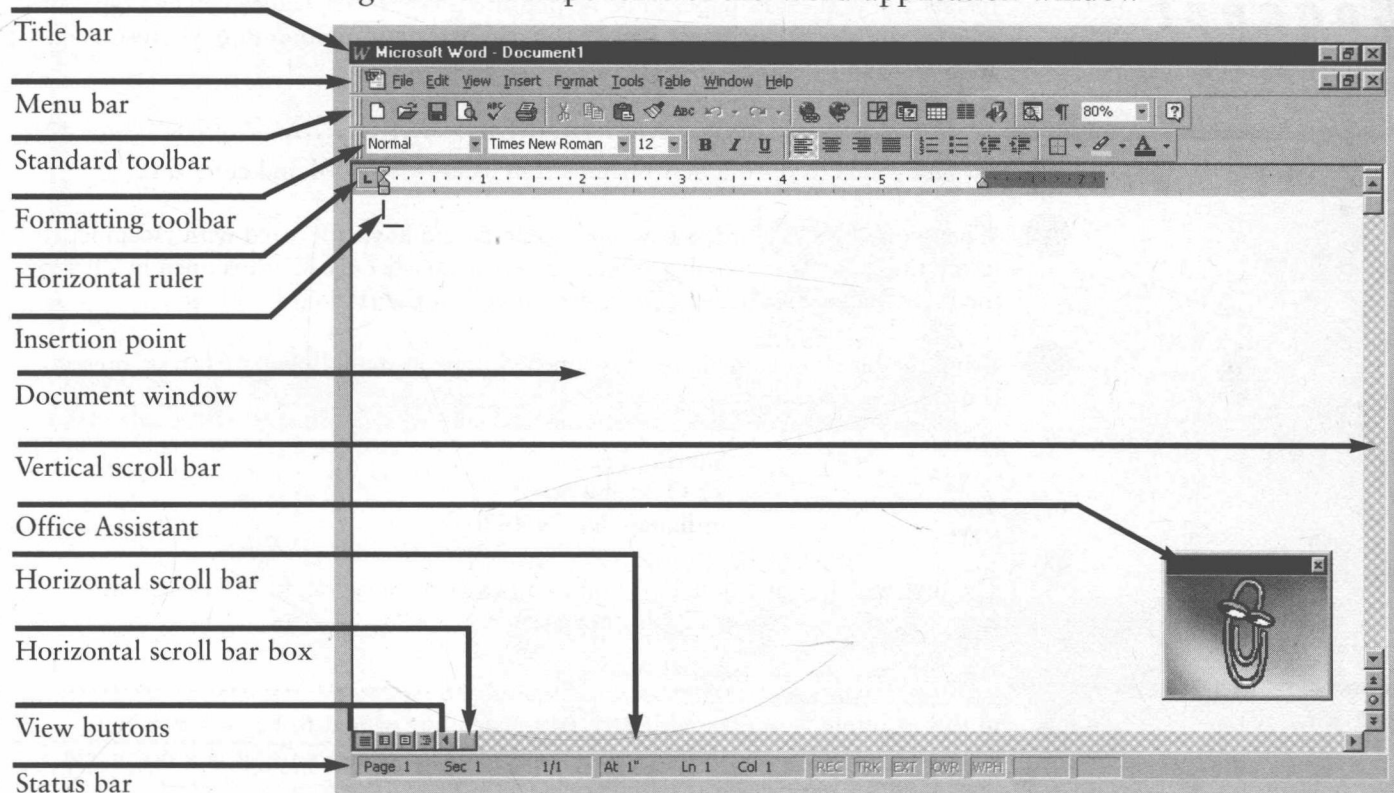 Title bar
Menu bar
Standard toolbar
Formatting toolbar
Horizontal ruler
Insertion point
Document window
Vertical scroll bar
Office Assistant
Horizontal scroll bar
Horizontal scroll bar box
View buttons
Status bar
Microsoft Word - Document1
File Edit View Insert Format Tools Table Window Help
ABC ABC 80%
Normal Times New Roman 12 B I U A
1 2 3 4 5 7
Page 1 Sec 1 1/1 At 1" Ln 1 Col 1 REC TRK EXT OVR WPH